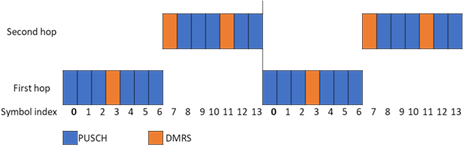 Second hop
First hop
Symbol index 0 1 2 3 4 5 6 7 8 9 10 11 12 13 0 1 2 3 4 5 6 7 8 9 10 11 12 13
PUSCH DMRS